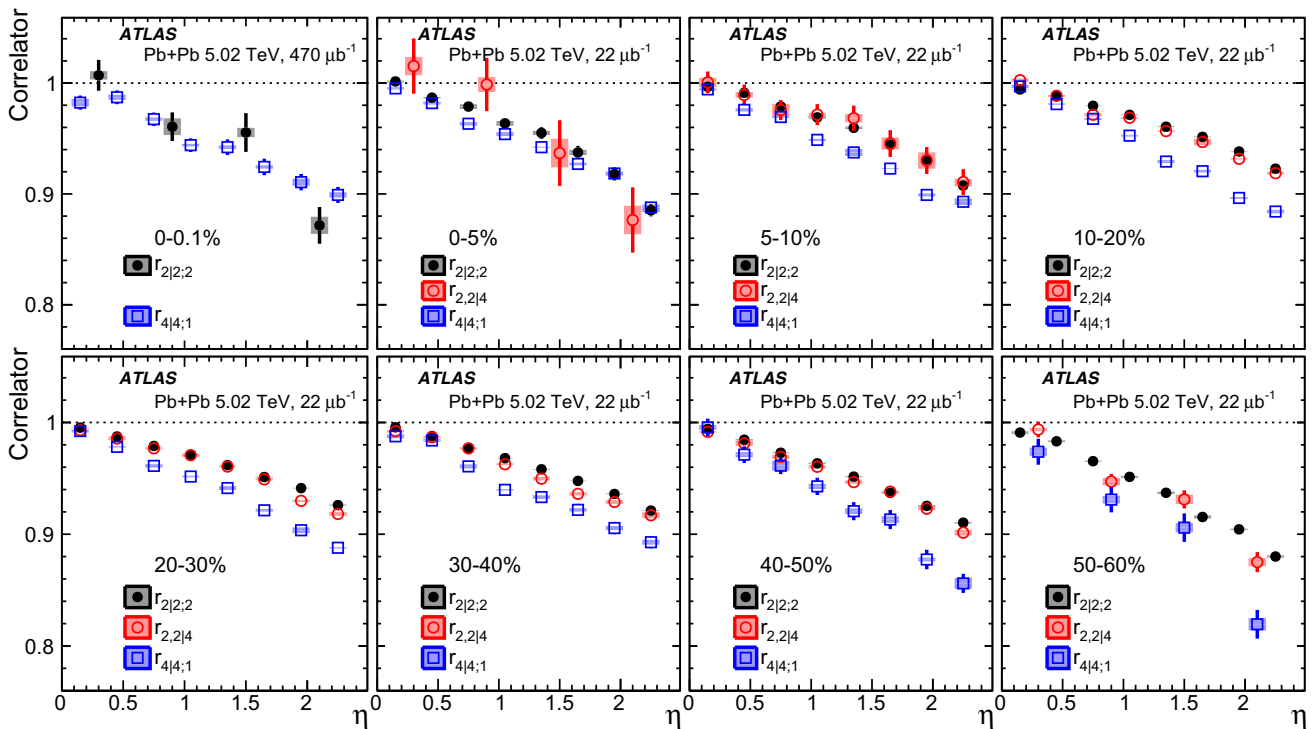 Correlator
1
0.9
0.8
ATLAS
Pb+Pb 5.02 TeV, 470 μb⁻¹
0-0.1%
r2|2;2
r4|4;1
ATLAS
Pb+Pb 5.02 TeV, 22 μb⁻¹
0-5%
r2|2;2
r2,2|4
r4|4;1
ATLAS
Pb+Pb 5.02 TeV, 22 μb⁻¹
5-10%
r2|2;2
r2,2|4
r4|4;1
ATLAS
Pb+Pb 5.02 TeV, 22 μb⁻¹
10-20%
r2|2;2
r2,2|4
r4|4;1
Correlator
1
0.9
0.8
ATLAS
Pb+Pb 5.02 TeV, 22 μb⁻¹
20-30%
r2|2;2
r2,2|4
r4|4;1
0 0.5 1 1.5 2 η
ATLAS
Pb+Pb 5.02 TeV, 22 μb⁻¹
30-40%
r2|2;2
r2,2|4
r4|4;1
0 0.5 1 1.5 2 η
ATLAS
Pb+Pb 5.02 TeV, 22 μb⁻¹
40-50%
r2|2;2
r2,2|4
r4|4;1
0 0.5 1 1.5 2 η
ATLAS
Pb+Pb 5.02 TeV, 22 μb⁻¹
50-60%
r2|2;2
r2,2|4
r4|4;1
0 0.5 1 1.5 2 η